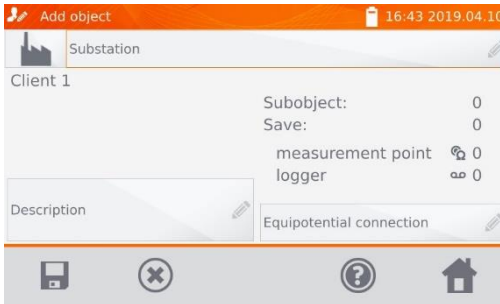 Add object 16:43 2019.04.10
Substation
Client 1
Subobject: 0
Save: 0
measurement point 0
logger 0
Description
Equipotential connection